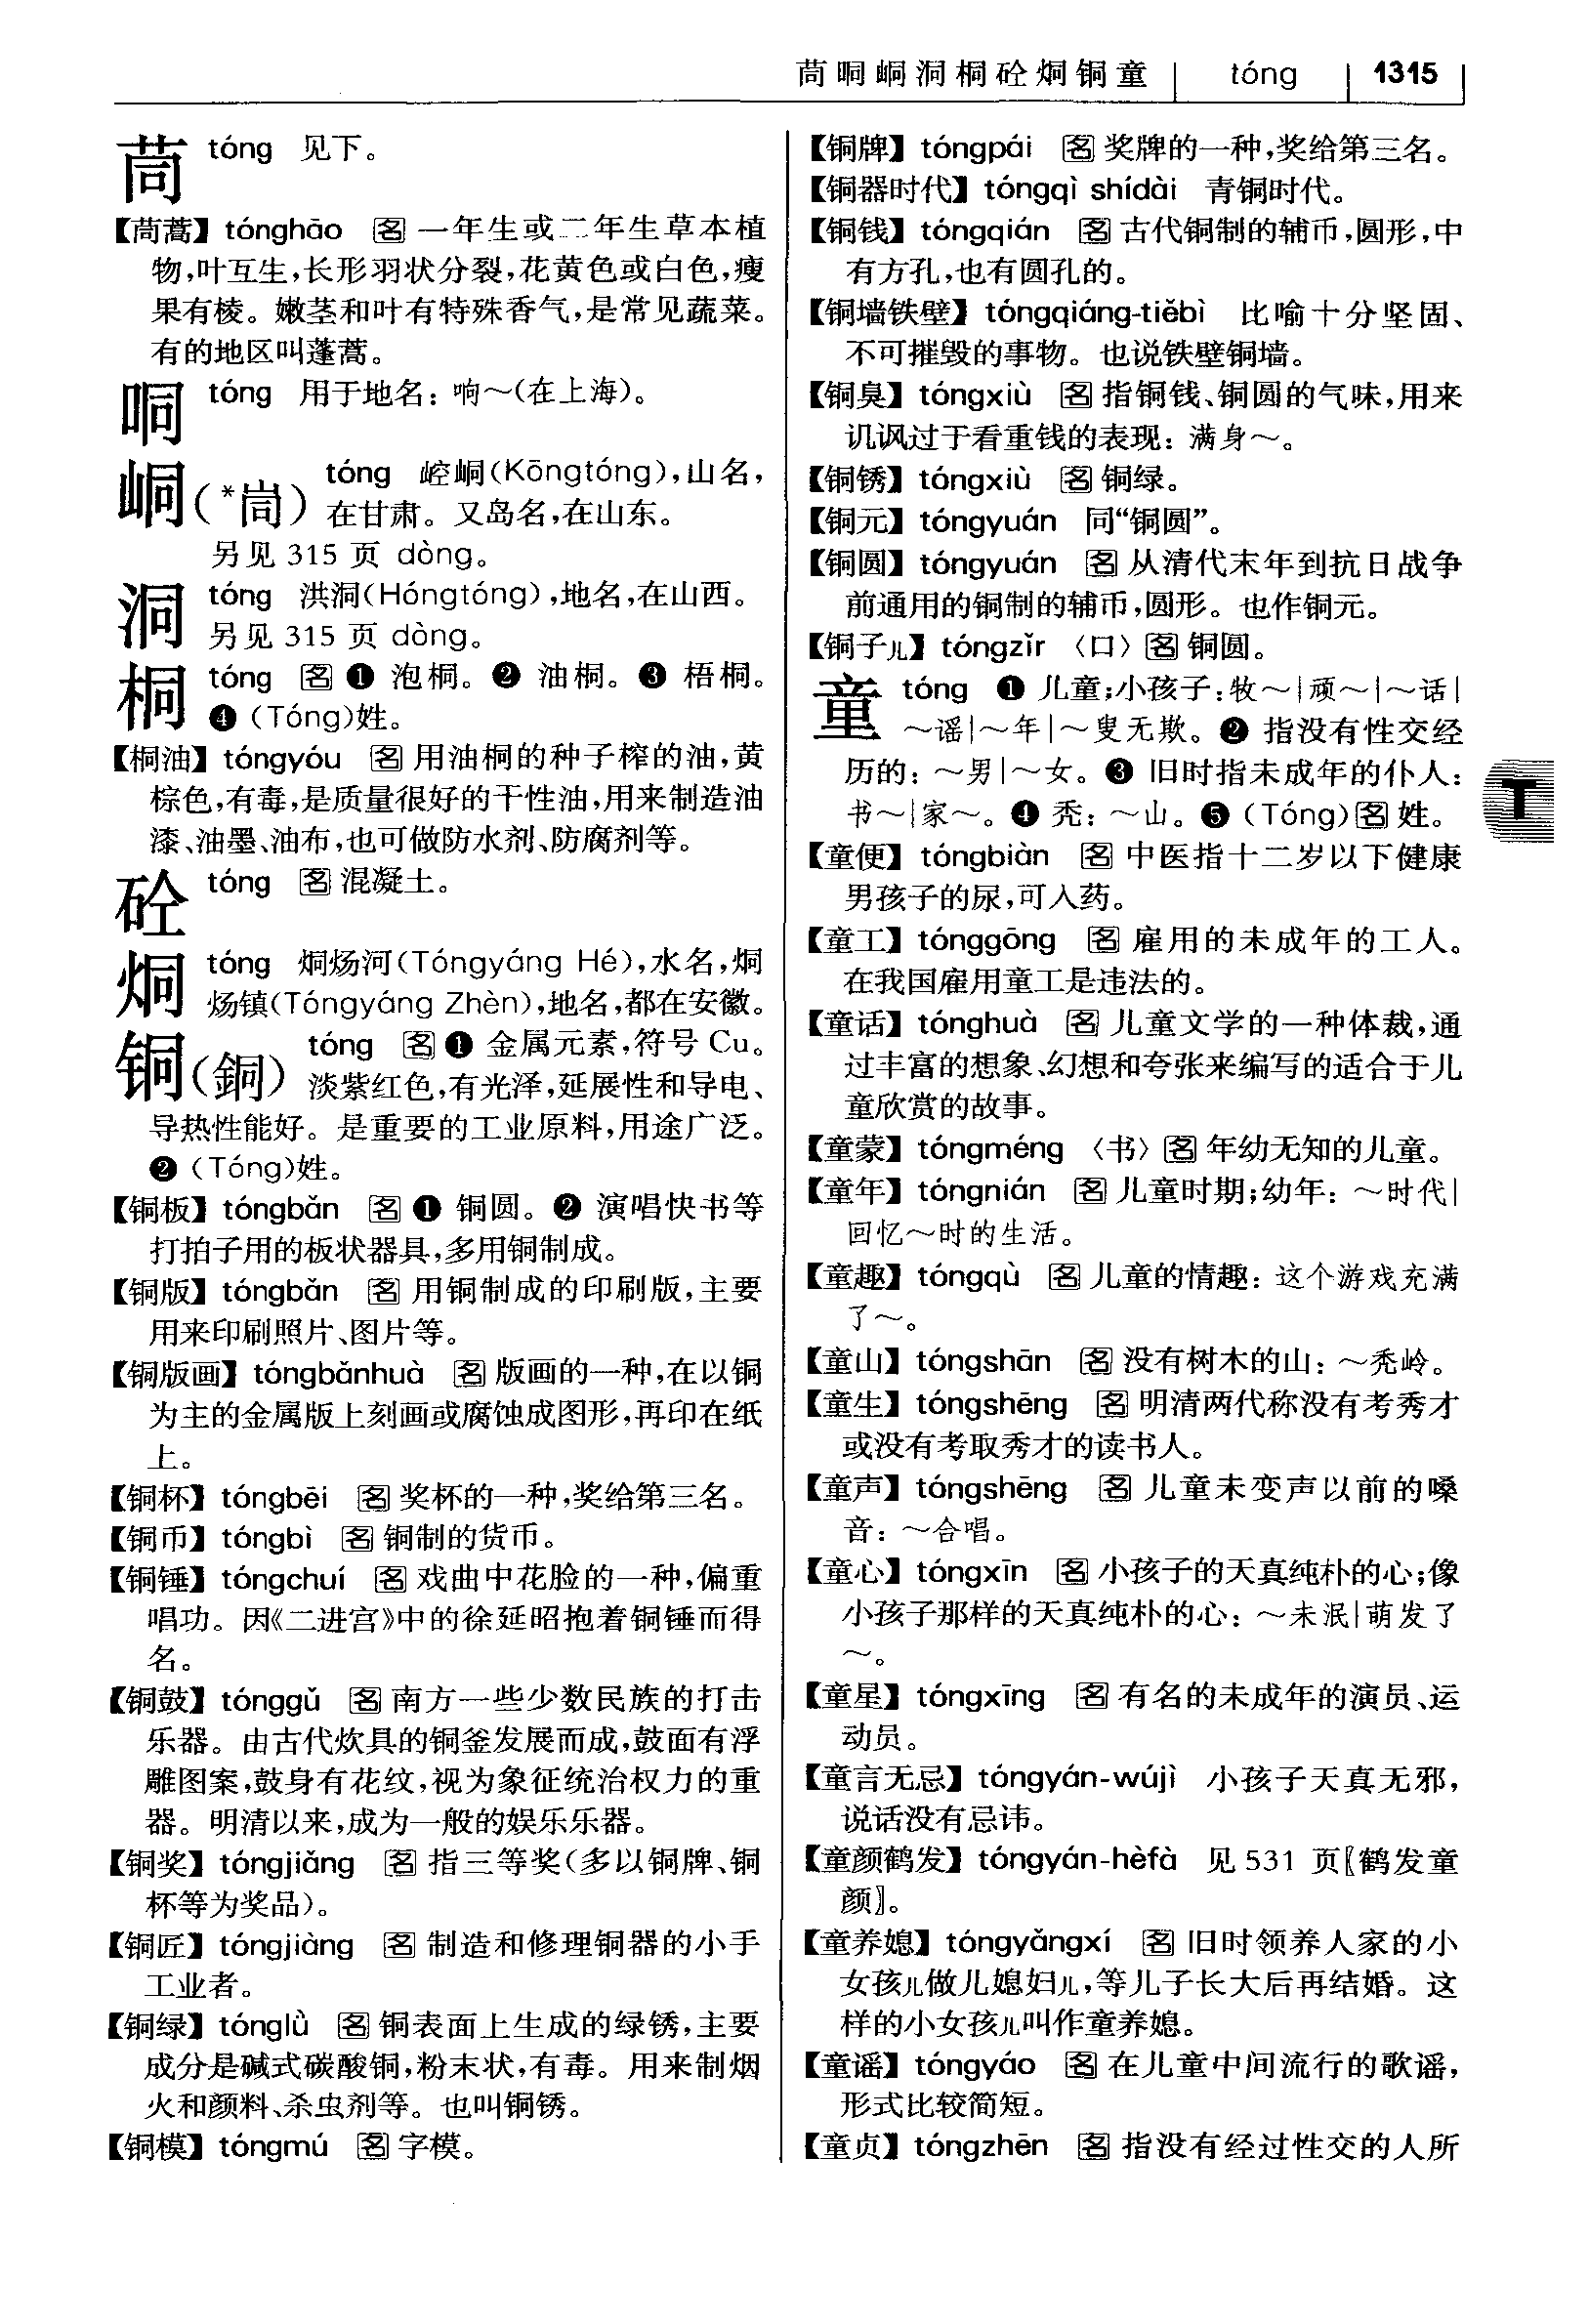 茼哃峒洞桐砼烔铜童 tóng 1315
茼 tóng 见下。
【茼蒿】tónghāo 名 一年生或二年生草本植
物,叶互生,长形羽状分裂,花黄色或白色,瘦
果有棱。嫩茎和叶有特殊香气,是常见蔬菜。
有的地区叫蓬蒿。
哃 tóng 用于地名:响～(在上海)。
峒(*峝) tóng 崆峒(Kōngtóng),山名,
在甘肃。又岛名,在山东。
另见 315 页 dòng。
洞 tóng 洪洞(Hóngtóng),地名,在山西。
另见 315 页 dòng。
桐 tóng 名 ❶ 泡桐。❷ 油桐。❸ 梧桐。
❹ (Tóng)姓。
【桐油】tóngyóu 名 用油桐的种子榨的油,黄
棕色,有毒,是质量很好的干性油,用来制造油
漆、油墨、油布,也可做防水剂、防腐剂等。
砼 tóng 名 混凝土。
烔 tóng 烔炀河(Tóngyáng Hé),水名,烔
炀镇(Tóngyáng Zhèn),地名,都在安徽。
铜(銅) tóng 名 ❶ 金属元素,符号 Cu。
淡紫红色,有光泽,延展性和导电、
导热性能好。是重要的工业原料,用途广泛。
❷ (Tóng)姓。
【铜板】tóngbǎn 名 ❶ 铜圆。❷ 演唱快书等
打拍子用的板状器具,多用铜制成。
【铜版】tóngbǎn 名 用铜制成的印刷版,主要
用来印刷照片、图片等。
【铜版画】tóngbǎnhuà 名 版画的一种,在以铜
为主的金属版上刻画或腐蚀成图形,再印在纸
上。
【铜杯】tóngbēi 名 奖杯的一种,奖给第三名。
【铜币】tóngbì 名 铜制的货币。
【铜锤】tóngchuí 名 戏曲中花脸的一种,偏重
唱功。因《二进宫》中的徐延昭抱着铜锤而得
名。
【铜鼓】tónggǔ 名 南方一些少数民族的打击
乐器。由古代炊具的铜釜发展而成,鼓面有浮
雕图案,鼓身有花纹,视为象征统治权力的重
器。明清以来,成为一般的娱乐乐器。
【铜奖】tóngjiǎng 名 指三等奖(多以铜牌、铜
杯等为奖品)。
【铜匠】tóngjiàng 名 制造和修理铜器的小手
工业者。
【铜绿】tónglǜ 名 铜表面上生成的绿锈,主要
成分是碱式碳酸铜,粉末状,有毒。用来制烟
火和颜料、杀虫剂等。也叫铜锈。
【铜模】tóngmú 名 字模。
【铜牌】tóngpái 名 奖牌的一种,奖给第三名。
【铜器时代】tóngqì shídài 青铜时代。
【铜钱】tóngqián 名 古代铜制的辅币,圆形,中
有方孔,也有圆孔的。
【铜墙铁壁】tóngqiáng-tiěbì 比喻十分坚固、
不可摧毁的事物。也说铁壁铜墙。
【铜臭】tóngxiù 名 指铜钱、铜圆的气味,用来
讥讽过于看重钱的表现:满身～。
【铜锈】tóngxiù 名 铜绿。
【铜元】tóngyuán 同“铜圆”。
【铜圆】tóngyuán 名 从清代末年到抗日战争
前通用的铜制的辅币,圆形。也作铜元。
【铜子儿】tóngzǐr 〈口〉名 铜圆。
童 tóng ❶ 儿童;小孩子:牧～|顽～|～话|
～谣|～年|～叟无欺。❷ 指没有性交经
历的:～男|～女。❸ 旧时指未成年的仆人:
书～|家～。❹ 秃:～山。❺ (Tóng)名 姓。
T
【童便】tóngbiàn 名 中医指十二岁以下健康
男孩子的尿,可入药。
【童工】tónggōng 名 雇用的未成年的工人。
在我国雇用童工是违法的。
【童话】tónghuà 名 儿童文学的一种体裁,通
过丰富的想象、幻想和夸张来编写的适合于儿
童欣赏的故事。
【童蒙】tóngméng 〈书〉名 年幼无知的儿童。
【童年】tóngnián 名 儿童时期;幼年:～时代|
回忆～时的生活。
【童趣】tóngqù 名 儿童的情趣:这个游戏充满
了～。
【童山】tóngshān 名 没有树木的山:～秃岭。
【童生】tóngshēng 名 明清两代称没有考秀才
或没有考取秀才的读书人。
【童声】tóngshēng 名 儿童未变声以前的嗓
音:～合唱。
【童心】tóngxīn 名 小孩子的天真纯朴的心;像
小孩子那样的天真纯朴的心:～未泯|萌发了
～。
【童星】tóngxīng 名 有名的未成年的演员、运
动员。
【童言无忌】tóngyán-wújì 小孩子天真无邪,
说话没有忌讳。
【童颜鹤发】tóngyán-hèfà 见 531 页〖鹤发童
颜〗。
【童养媳】tóngyǎngxí 名 旧时领养人家的小
女孩儿做儿媳妇儿,等儿子长大后再结婚。这
样的小女孩儿叫作童养媳。
【童谣】tóngyáo 名 在儿童中间流行的歌谣,
形式比较简短。
【童贞】tóngzhēn 名 指没有经过性交的人所